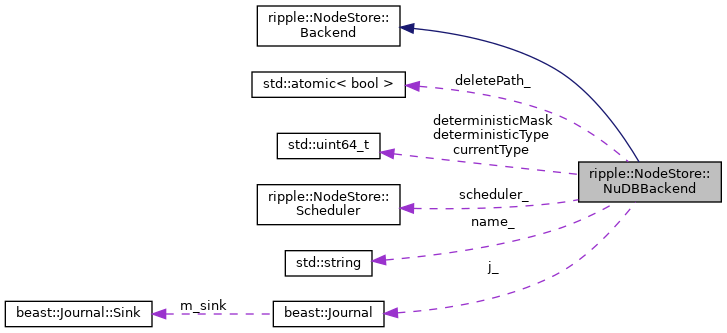 ripple::NodeStore::
Backend
std::atomic< bool >
deletePath_
deterministicMask
deterministicType
currentType
std::uint64_t
ripple::NodeStore::
NuDBBackend
ripple::NodeStore::
Scheduler
scheduler_
name_
std::string
j_
beast::Journal::Sink
m_sink
beast::Journal